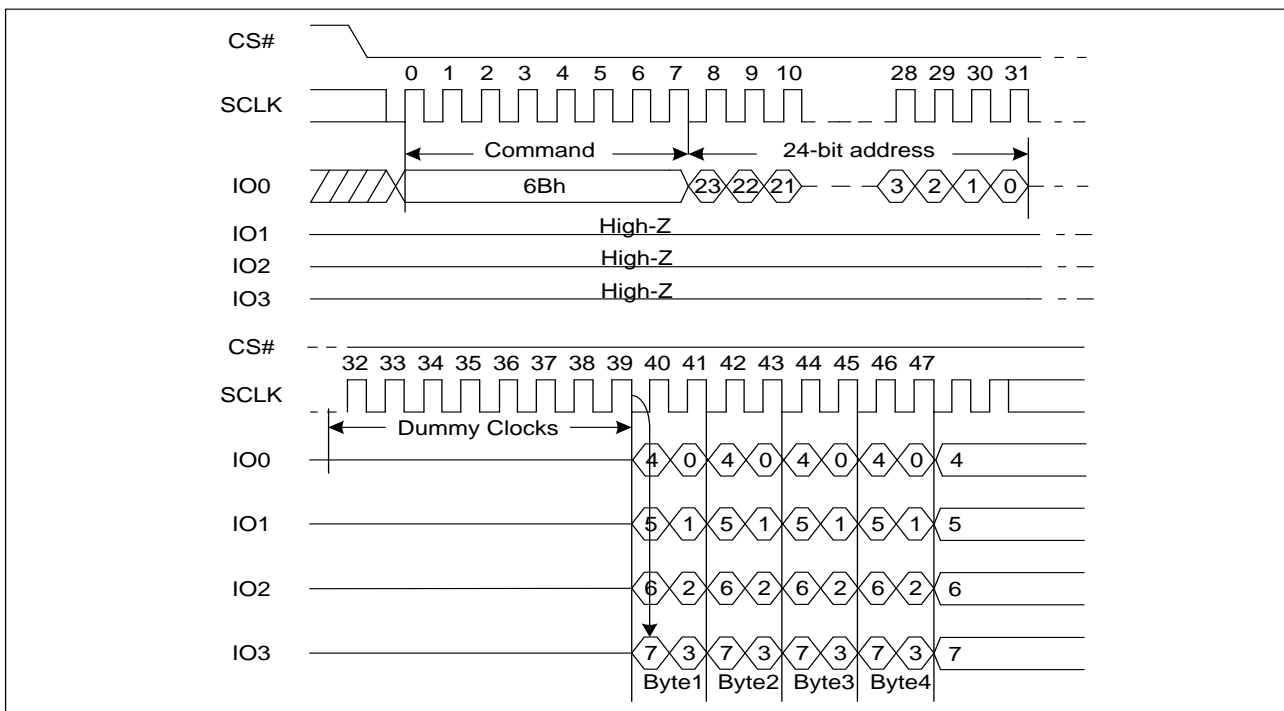 CS#
0 1 2 3 4 5 6 7 8 9 10 28 29 30 31
SCLK
Command 24-bit address
IO0 6Bh 23 22 21 3 2 1 0
IO1 High-Z
IO2 High-Z
IO3 High-Z
CS#
32 33 34 35 36 37 38 39 40 41 42 43 44 45 46 47
SCLK
Dummy Clocks
IO0 4 0 4 0 4 0 4 0 4
IO1 5 1 5 1 5 1 5 1 5
IO2 6 2 6 2 6 2 6 2 6
IO3 7 3 7 3 7 3 7 3 7
Byte1 Byte2 Byte3 Byte4